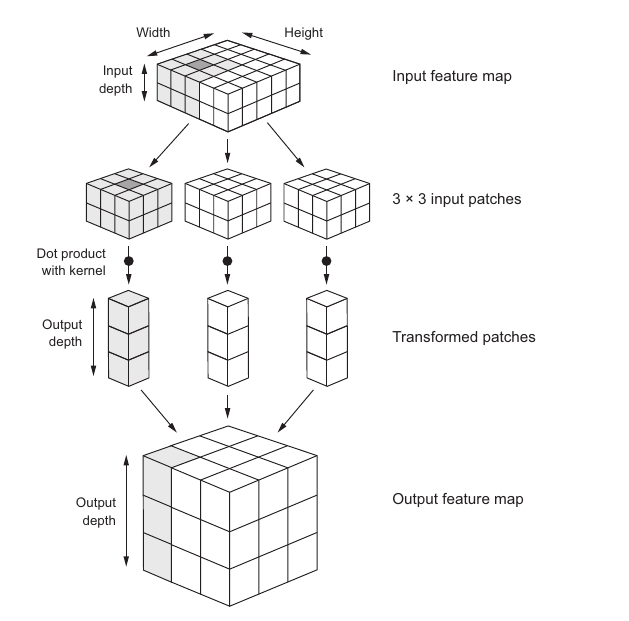 Width
Height
Input
depth
Input feature map
3 × 3 input patches
Dot product
with kernel
Output
depth
Transformed patches
Output
depth
Output feature map